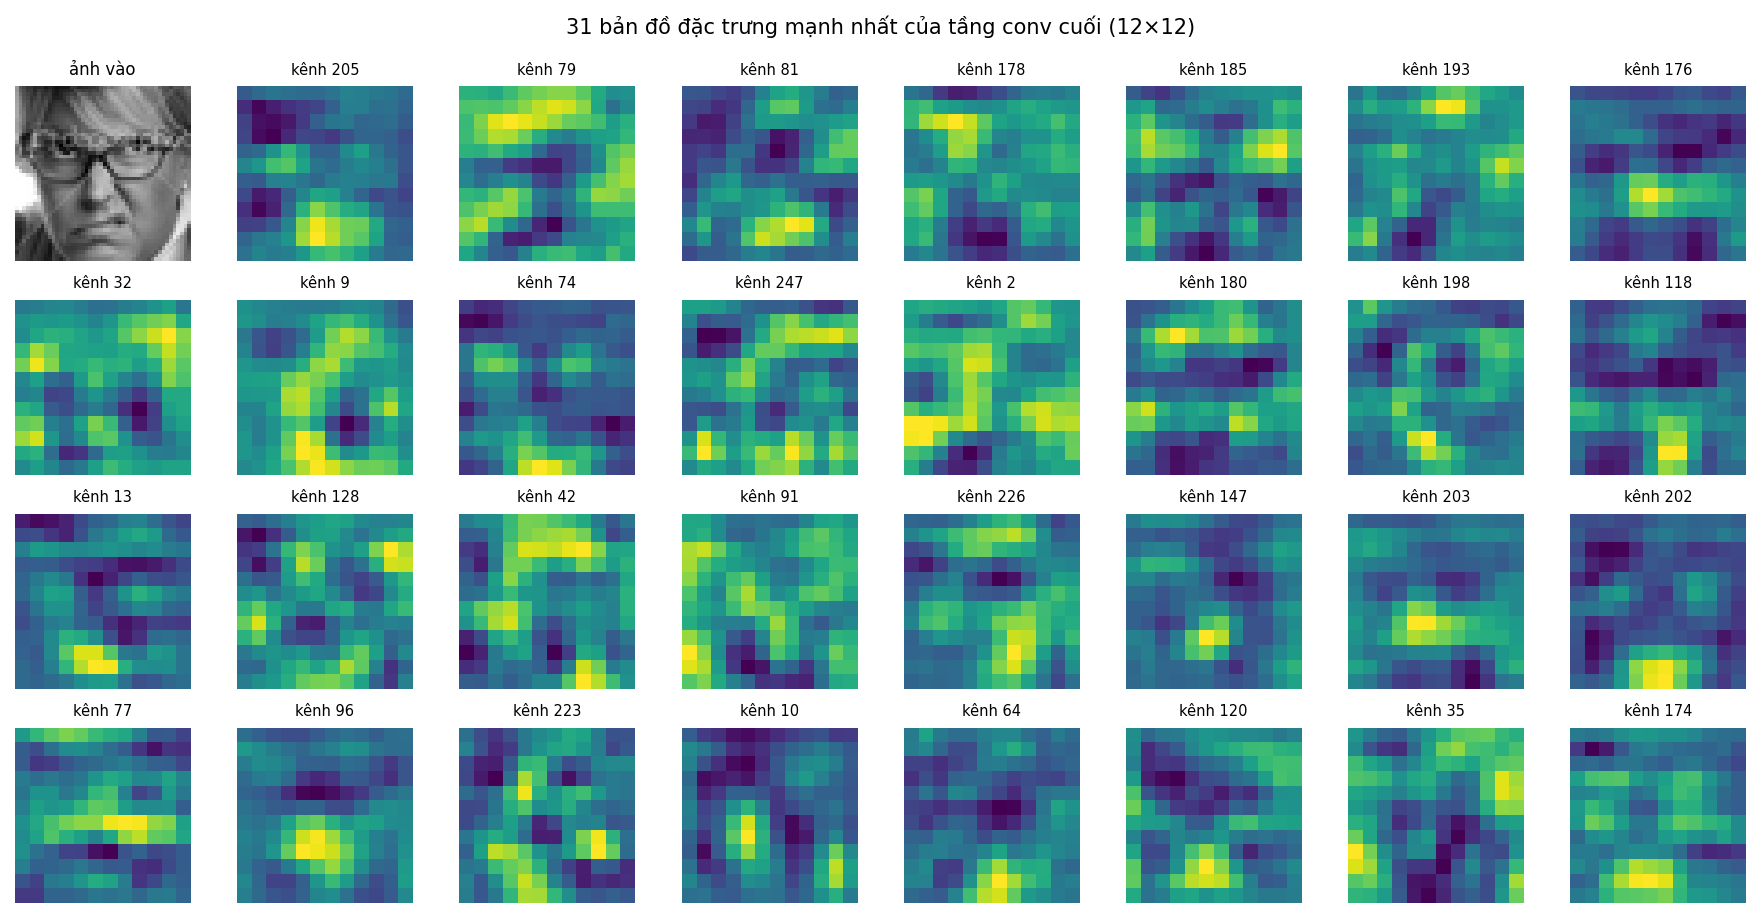 31 bản đồ đặc trưng mạnh nhất của tầng conv cuối (12×12)
ảnh vào
kênh 205
kênh 79
kênh 81
kênh 178
kênh 185
kênh 193
kênh 176
kênh 32
kênh 9
kênh 74
kênh 247
kênh 2
kênh 180
kênh 198
kênh 118
kênh 13
kênh 128
kênh 42
kênh 91
kênh 226
kênh 147
kênh 203
kênh 202
kênh 77
kênh 96
kênh 223
kênh 10
kênh 64
kênh 120
kênh 35
kênh 174